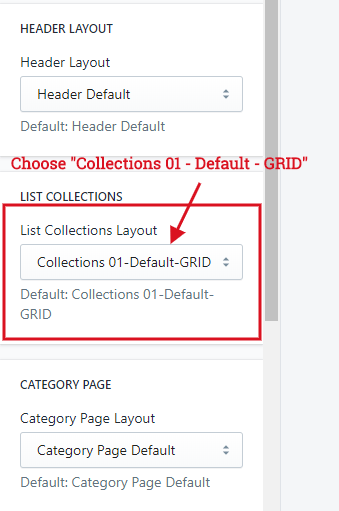 HEADER LAYOUT
Header Layout
Header Default
Default: Header Default
Choose "Collections 01 - Default - GRID"
LIST COLLECTIONS
List Collections Layout
Collections 01-Default-GRID
Default: Collections 01-Default-
GRID
CATEGORY PAGE
Category Page Layout
Category Page Default
Default: Category Page Default